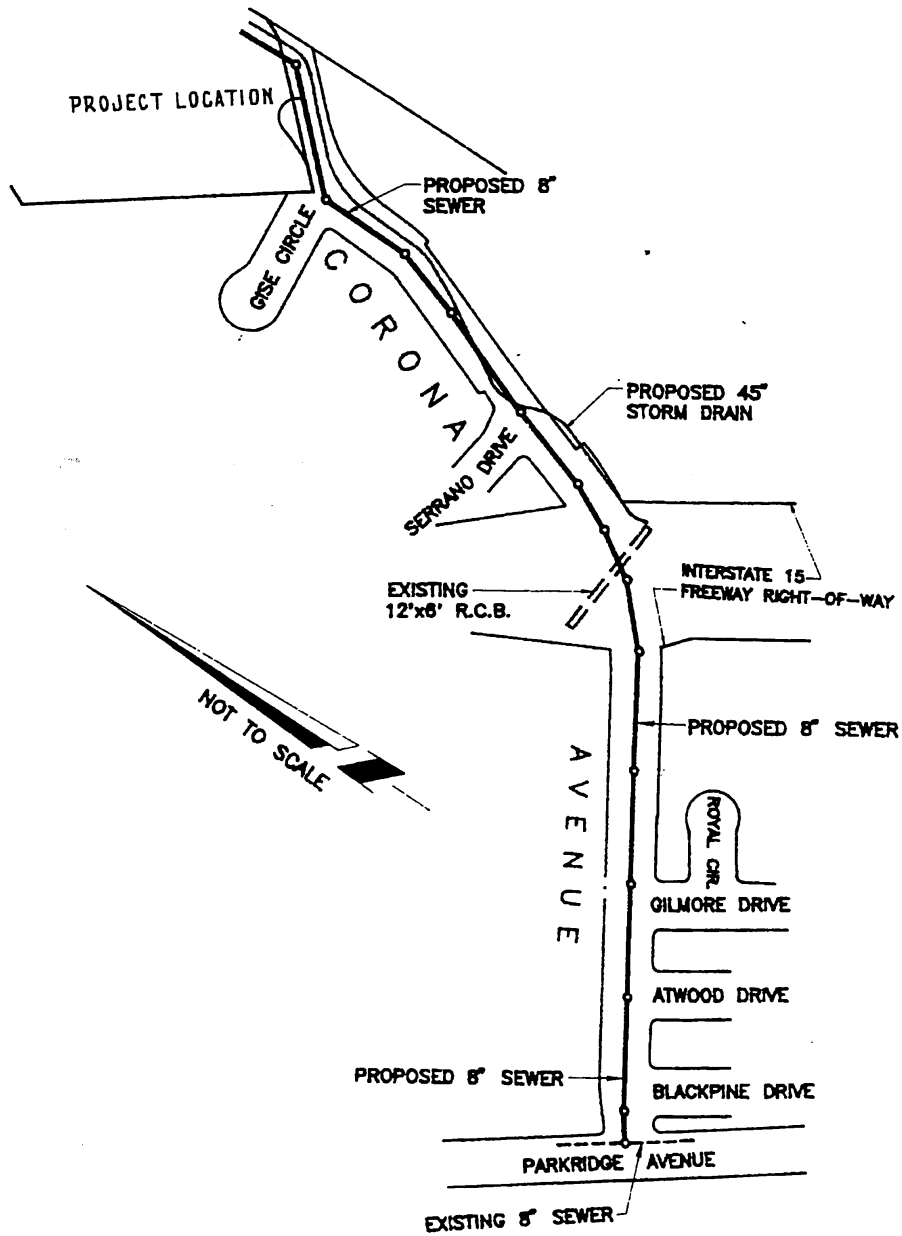 PROJECT LOCATION
PROPOSED 8"
SEWER
GISE CIRCLE
CORONA
PROPOSED 45"
STORM DRAIN
SERRANO DRIVE
EXISTING
12'x6' R.C.B.
INTERSTATE 15
FREEWAY RIGHT-OF-WAY
NOT TO SCALE
PROPOSED 8" SEWER
AVENUE
ROYAL CIR.
GILMORE DRIVE
ATWOOD DRIVE
PROPOSED 8" SEWER
BLACKPINE DRIVE
PARKRIDGE AVENUE
EXISTING 8" SEWER